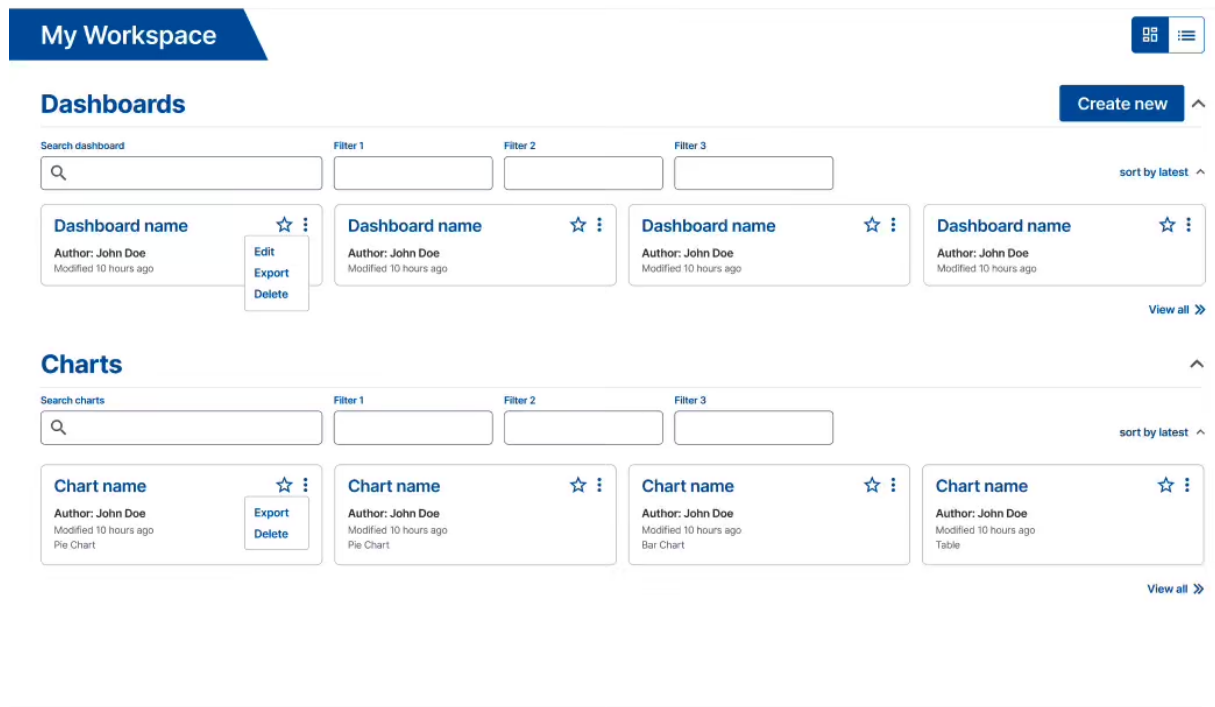 My Workspace
Dashboards
Create new
Search dashboard
Filter 1
Filter 2
Filter 3
sort by latest
Dashboard name
Author: John Doe
Modified 10 hours ago
Edit
Export
Delete
Dashboard name
Author: John Doe
Modified 10 hours ago
Dashboard name
Author: John Doe
Modified 10 hours ago
Dashboard name
Author: John Doe
Modified 10 hours ago
View all
Charts
Search charts
Filter 1
Filter 2
Filter 3
sort by latest
Chart name
Author: John Doe
Modified 10 hours ago
Pie Chart
Export
Delete
Chart name
Author: John Doe
Modified 10 hours ago
Pie Chart
Chart name
Author: John Doe
Modified 10 hours ago
Bar Chart
Chart name
Author: John Doe
Modified 10 hours ago
Table
View all